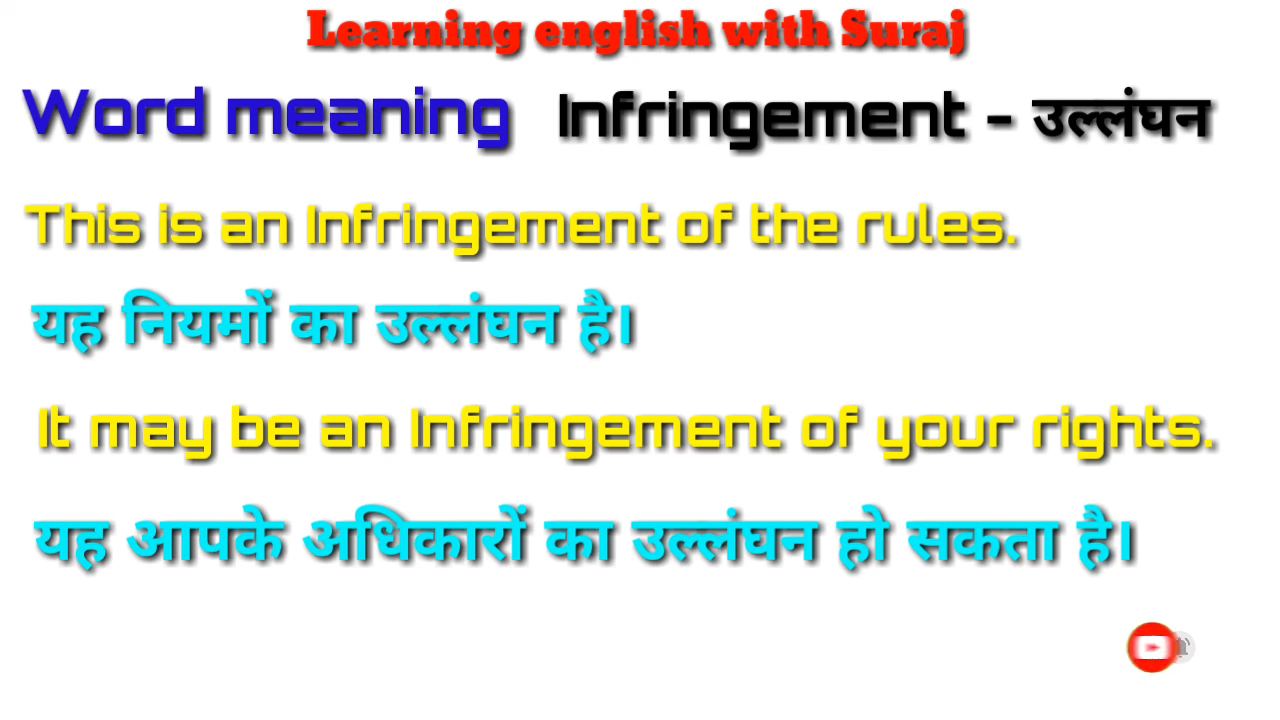 Learning english with Suraj
Word meaning Infringement - उल्लंघन
This is an Infringement of the rules.
यह नियमों का उल्लंघन है।
It may be an Infringement of your rights.
यह आपके अधिकारों का उल्लंघन हो सकता है।